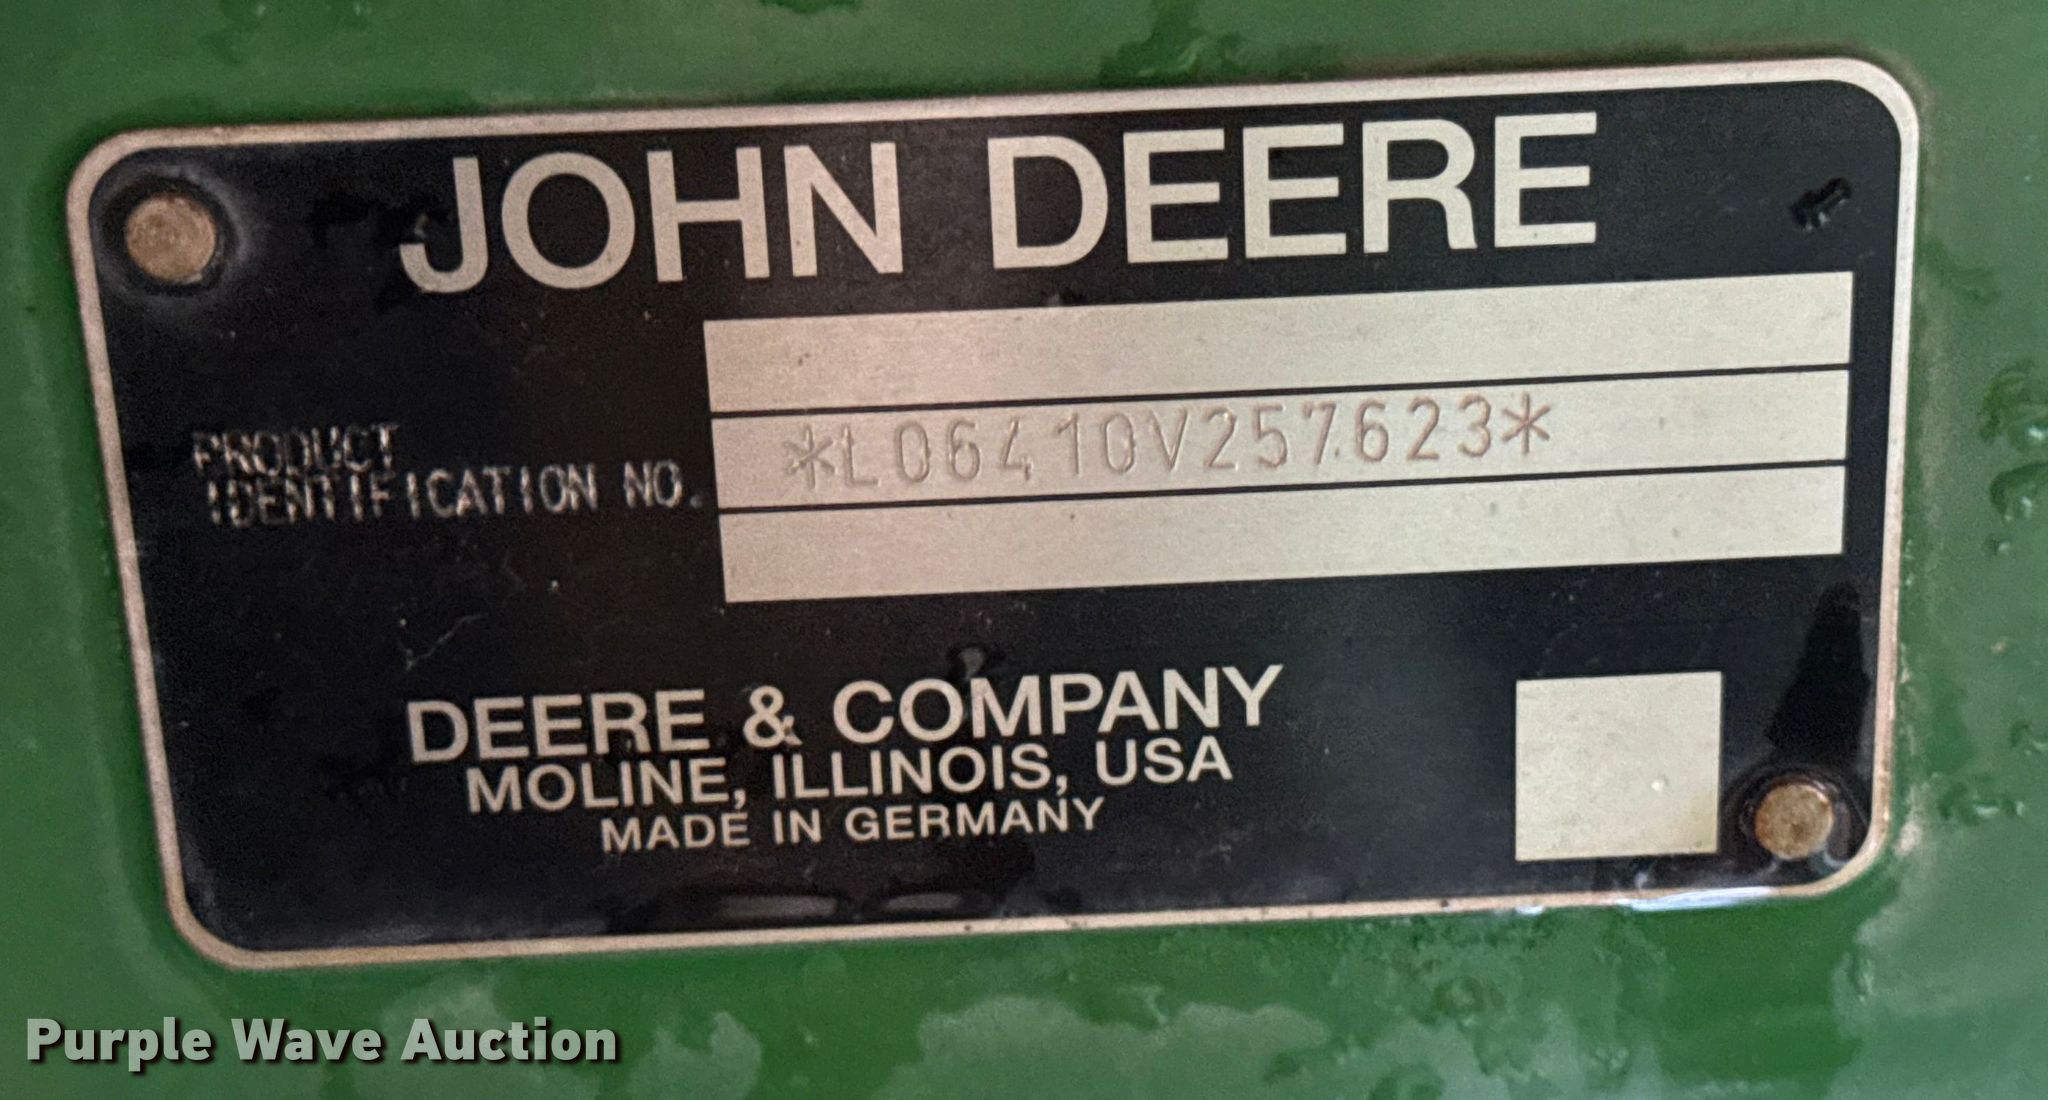 JOHN DEERE
PRODUCT
IDENTIFICATION NO.
*L06410V257623*
DEERE & COMPANY
MOLINE, ILLINOIS, USA
MADE IN GERMANY
Purple Wave Auction